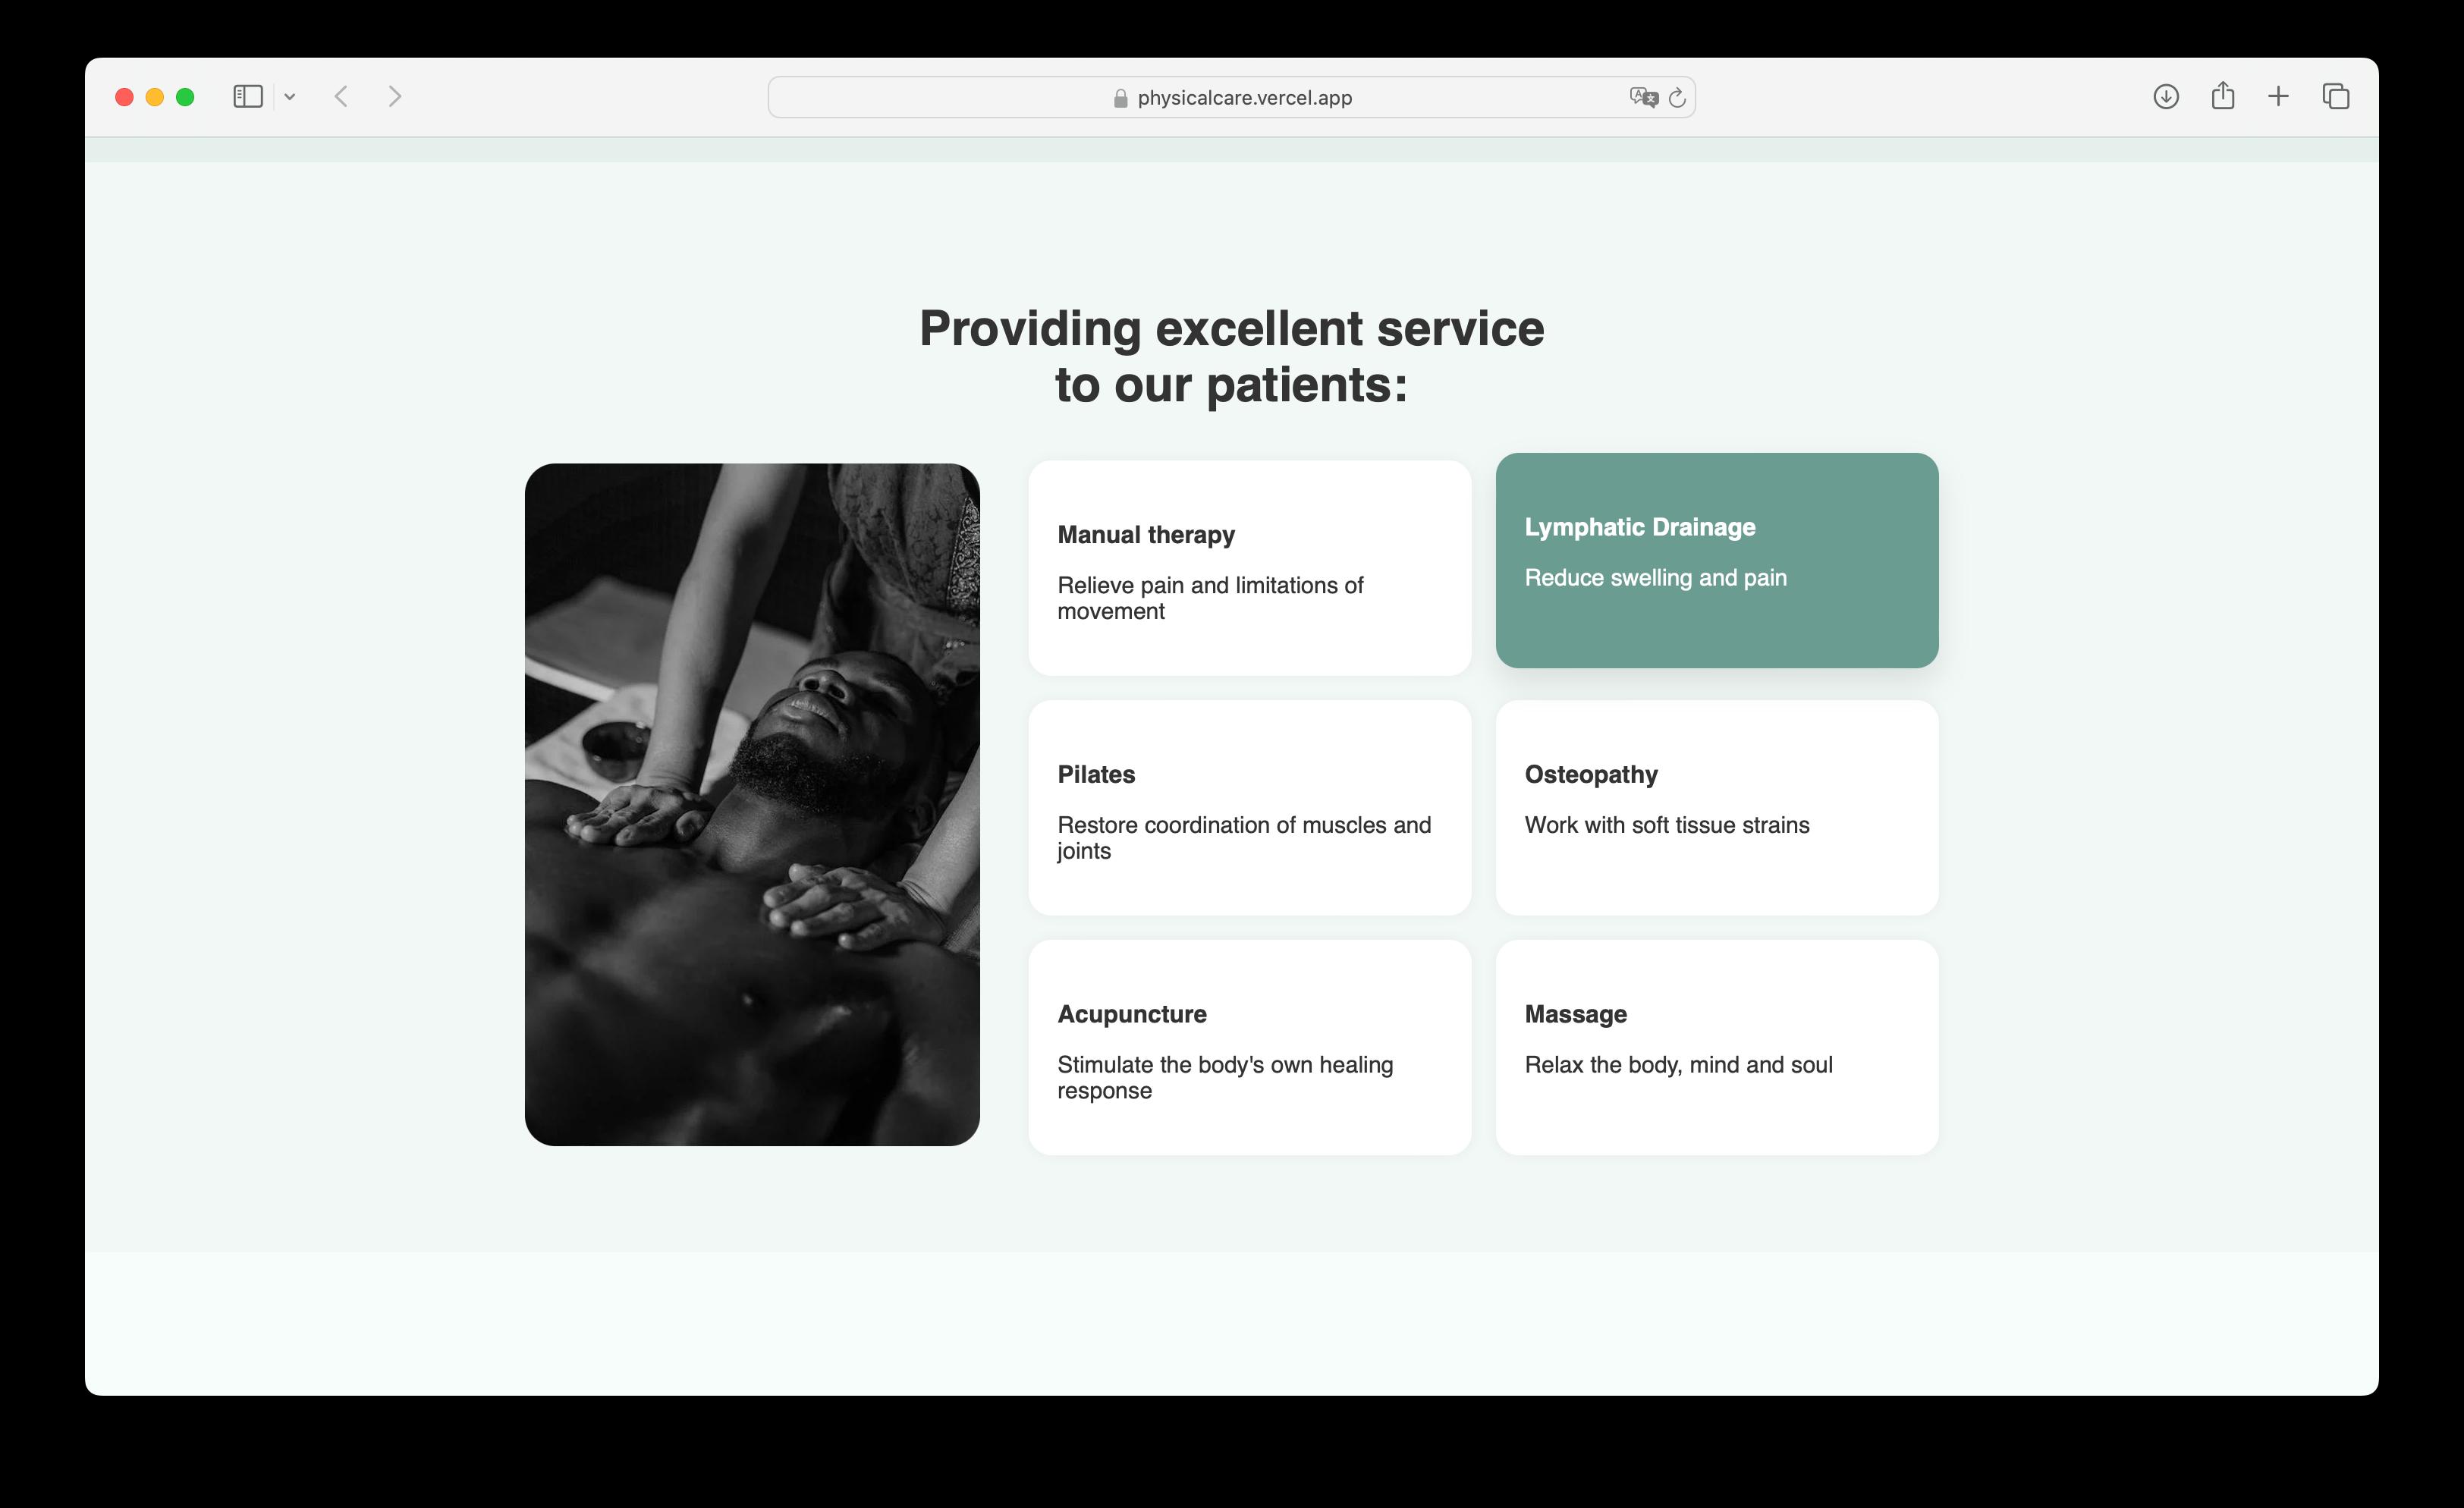 physicalcare.vercel.app
Providing excellent service
to our patients:
Manual therapy
Relieve pain and limitations of
movement
Lymphatic Drainage
Reduce swelling and pain
Pilates
Restore coordination of muscles and
joints
Osteopathy
Work with soft tissue strains
Acupuncture
Stimulate the body's own healing
response
Massage
Relax the body, mind and soul